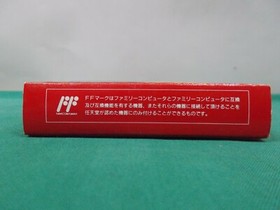 FFマークはファミリーコンピュータとファミリーコンピュータに互換
及び互換機能を有する機器、またそれらの機器に接続して頂けることを
任天堂が認めた機器にのみ付けることができるものです。